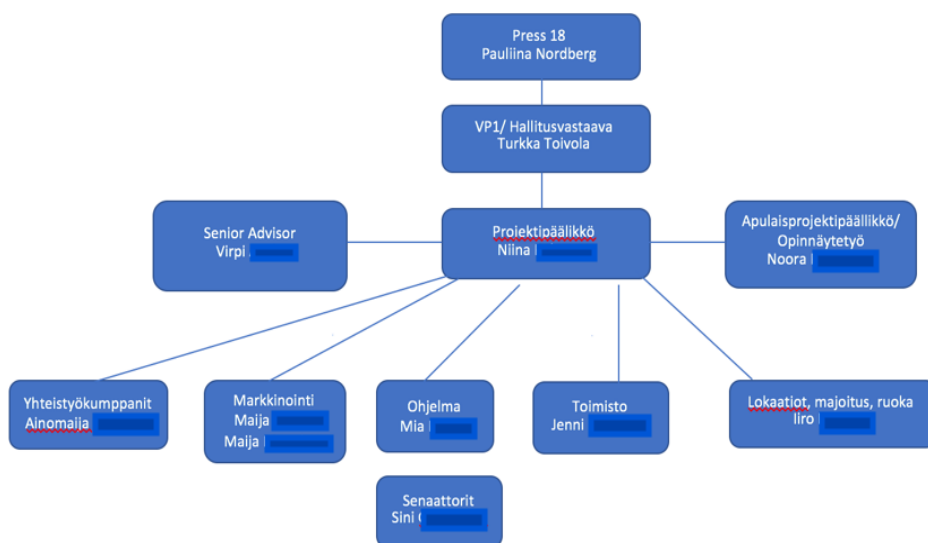 Press 18
Pauliina Nordberg
VP1/ Hallitusvastaava
Turkka Toivola
Senior Advisor
Virpi
Projektipäälikkö
Niina
Apulaisprojektipäällikkö/
Opinnäytetyö
Noora
Yhteistyökumppanit
Ainomaija
Markkinointi
Maija
Maija
Ohjelma
Mia
Toimisto
Jenni
Lokaatiot, majoitus, ruoka
Iiro
Senaattorit
Sini